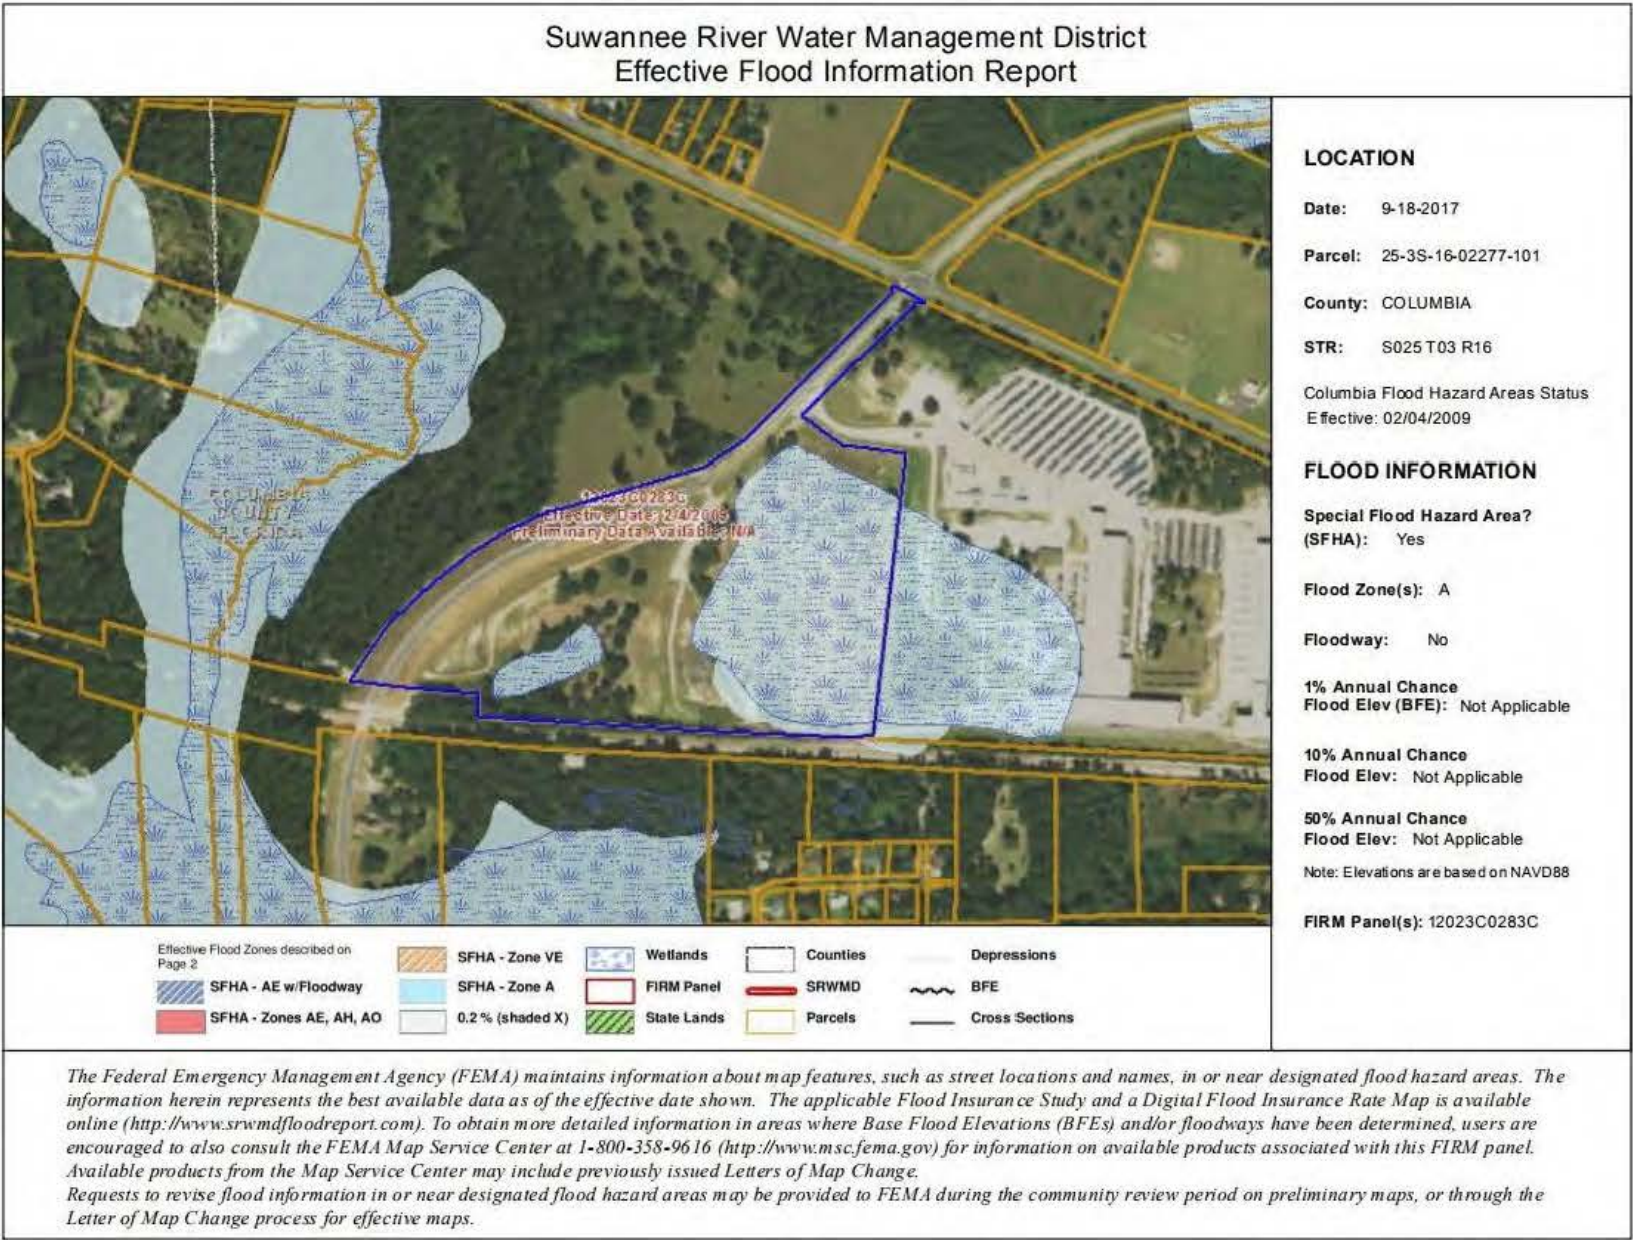 Suwannee River Water Management District
Effective Flood Information Report
COLUMBIA
COUNTY
FLORIDA
12023C0283C
Effective Date: 2/4/2009
Preliminary Data Available: N/A
LOCATION
Date: 9-18-2017
Parcel: 25-3S-16-02277-101
County: COLUMBIA
STR: S025 T03 R16
Columbia Flood Hazard Areas Status
Effective: 02/04/2009
FLOOD INFORMATION
Special Flood Hazard Area?
(SFHA): Yes
Flood Zone(s): A
Floodway: No
1% Annual Chance
Flood Elev (BFE): Not Applicable
10% Annual Chance
Flood Elev: Not Applicable
50% Annual Chance
Flood Elev: Not Applicable
Note: Elevations are based on NAVD88
FIRM Panel(s): 12023C0283C
Effective Flood Zones described on
Page 2
SFHA - AE w/Floodway
SFHA - Zones AE, AH, AO
SFHA - Zone VE
SFHA - Zone A
0.2 % (shaded X)
Wetlands
FIRM Panel
State Lands
Counties
SRWMD
Parcels
Depressions
BFE
Cross Sections
The Federal Emergency Management Agency (FEMA) maintains information about map features, such as street locations and names, in or near designated flood hazard areas. The
information herein represents the best available data as of the effective date shown. The applicable Flood Insurance Study and a Digital Flood Insurance Rate Map is available
online (http://www.srwmdfloodreport.com). To obtain more detailed information in areas where Base Flood Elevations (BFEs) and/or floodways have been determined, users are
encouraged to also consult the FEMA Map Service Center at 1-800-358-9616 (http://www.msc.fema.gov) for information on available products associated with this FIRM panel.
Available products from the Map Service Center may include previously issued Letters of Map Change.
Requests to revise flood information in or near designated flood hazard areas may be provided to FEMA during the community review period on preliminary maps, or through the
Letter of Map Change process for effective maps.